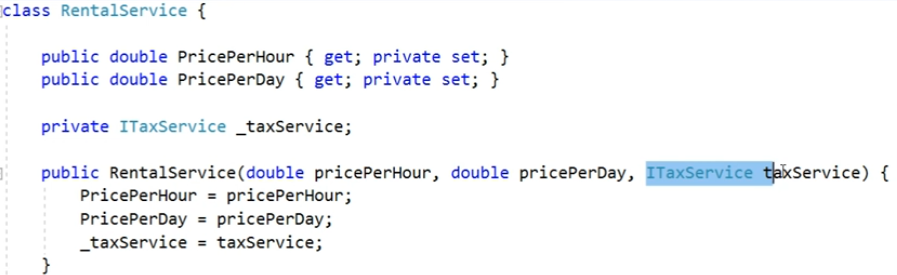 class RentalService {
public double PricePerHour { get; private set; }
public double PricePerDay { get; private set; }
private ITaxService _taxService;
public RentalService(double pricePerHour, double pricePerDay, ITaxService taxService) {
PricePerHour = pricePerHour;
PricePerDay = pricePerDay;
_taxService = taxService;
}